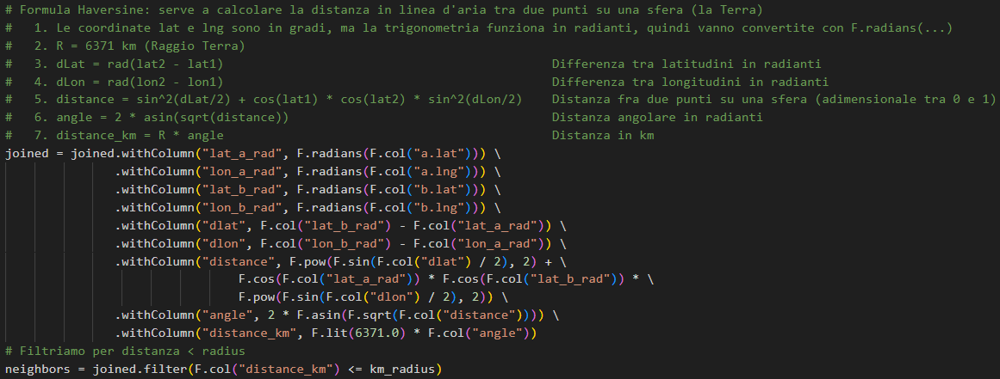 # Formula Haversine: serve a calcolare la distanza in linea d'aria tra due punti su una sfera (la Terra)
#   1. Le coordinate lat e lng sono in gradi, ma la trigonometria funziona in radianti, quindi vanno convertite con F.radians(...)
#   2. R = 6371 km (Raggio Terra)
#   3. dLat = rad(lat2 - lat1)                                             Differenza tra latitudini in radianti
#   4. dLon = rad(lon2 - lon1)                                             Differenza tra longitudini in radianti
#   5. distance = sin^2(dLat/2) + cos(lat1) * cos(lat2) * sin^2(dLon/2)    Distanza fra due punti su una sfera (adimensionale tra 0 e 1)
#   6. angle = 2 * asin(sqrt(distance))                                    Distanza angolare in radianti
#   7. distance_km = R * angle                                             Distanza in km
joined = joined.withColumn("lat_a_rad", F.radians(F.col("a.lat"))) \
               .withColumn("lon_a_rad", F.radians(F.col("a.lng"))) \
               .withColumn("lat_b_rad", F.radians(F.col("b.lat"))) \
               .withColumn("lon_b_rad", F.radians(F.col("b.lng"))) \
               .withColumn("dlat", F.col("lat_b_rad") - F.col("lat_a_rad")) \
               .withColumn("dlon", F.col("lon_b_rad") - F.col("lon_a_rad")) \
               .withColumn("distance", F.pow(F.sin(F.col("dlat") / 2), 2) + \
                                F.cos(F.col("lat_a_rad")) * F.cos(F.col("lat_b_rad")) * \
                                F.pow(F.sin(F.col("dlon") / 2), 2)) \
               .withColumn("angle", 2 * F.asin(F.sqrt(F.col("distance")))) \
               .withColumn("distance_km", F.lit(6371.0) * F.col("angle"))
# Filtriamo per distanza < radius
neighbors = joined.filter(F.col("distance_km") <= km_radius)